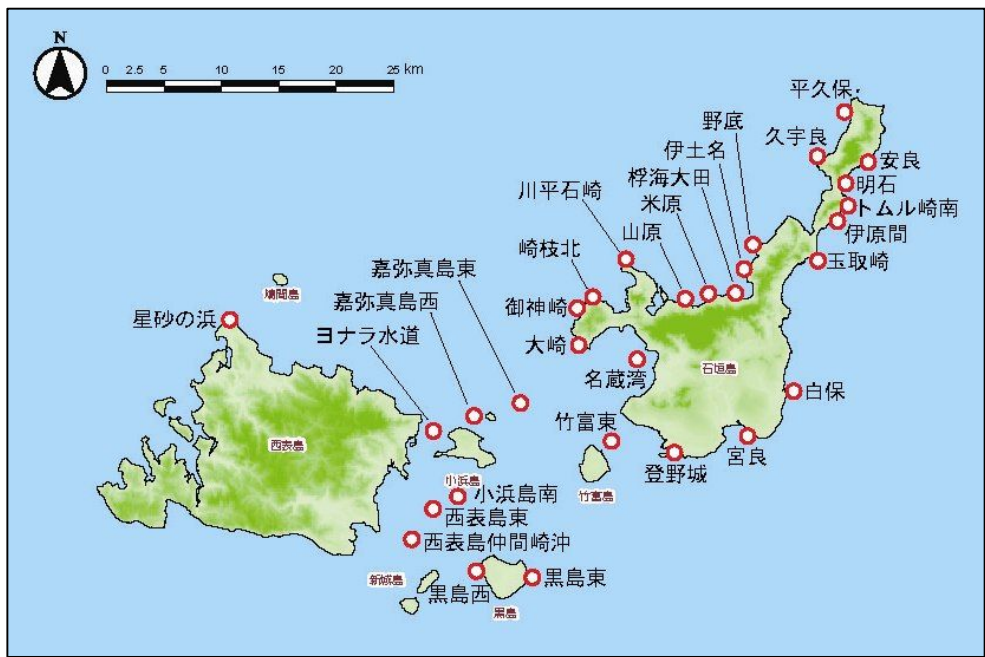 N
0 2.5 5 10 15 20 25 km
平久保
野底
久宇良
伊土名
安良
桴海大田
明石
川平石崎
米原
トムル崎南
山原
伊原間
崎枝北
玉取崎
嘉弥真島東
鳩間島
嘉弥真島西
御神崎
星砂の浜
ヨナラ水道
大崎
名蔵湾
石垣島
白保
竹富東
西表島
宮良
登野城
小浜島
竹富島
小浜島南
西表島東
西表島仲間崎沖
新城島
黒島西
黒島東
黒島